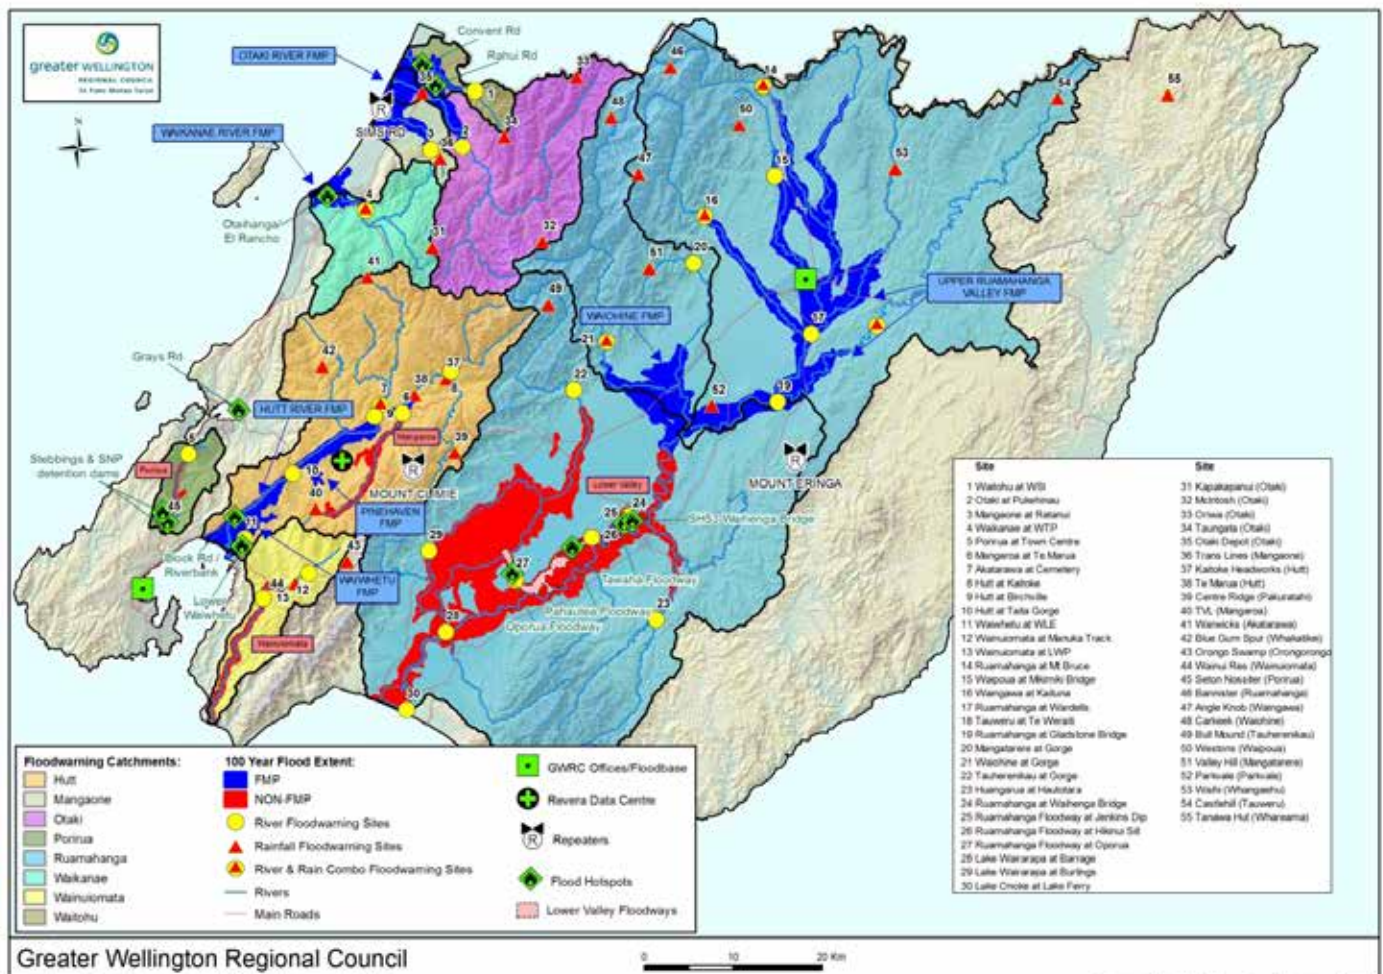 greater WELLINGTON
REGIONAL COUNCIL
Te Pane Matua Taiao
N
OTAKI RIVER FMP
Convent Rd
Rahui Rd
SIMS RD
WAIKANAE RIVER FMP
Otaihanga/
El Rancho
UPPER RUAMAHANGA
VALLEY FMP
WAIOHINE FMP
Grays Rd
HUTT RIVER FMP
Stebbings & SNP
detention dams
Porirua
Mangaroa
MOUNT CLIMIE
MOUNT ERINGA
Lower Valley
SH53 Waihenga Bridge
PINEHAVEN
FMP
Block Rd /
Riverbank
Lower
Waiwhetu
WAIWHETU
FMP
Tawaha Floodway
Pahautea Floodway
Oporua Floodway
Wainuiomata
Site
1 Waitohu at WSI
2 Otaki at Pukehinau
3 Mangaone at Ratanui
4 Waikanae at WTP
5 Porirua at Town Centre
6 Mangaroa at Te Marua
7 Akatarawa at Cemetery
8 Hutt at Kaitoke
9 Hutt at Birchville
10 Hutt at Taita Gorge
11 Waiwhetu at WLE
12 Wainuiomata at Manuka Track
13 Wainuiomata at LWP
14 Ruamahanga at Mt Bruce
15 Waipoua at Mikimiki Bridge
16 Waingawa at Kaituna
17 Ruamahanga at Wardells
18 Tauweru at Te Weraiti
19 Ruamahanga at Gladstone Bridge
20 Mangatarere at Gorge
21 Waiohine at Gorge
22 Tauherenikau at Gorge
23 Huangarua at Hautotara
24 Ruamahanga at Waihenga Bridge
25 Ruamahanga Floodway at Jenkins Dip
26 Ruamahanga Floodway at Hikinui Sill
27 Ruamahanga Floodway at Oporua
28 Lake Wairarapa at Barrage
29 Lake Wairarapa at Burlings
30 Lake Onoke at Lake Ferry
Site
31 Kapakapanui (Otaki)
32 McIntosh (Otaki)
33 Oriwa (Otaki)
34 Taungata (Otaki)
35 Otaki Depot (Otaki)
36 Trans Lines (Mangaone)
37 Kaitoke Headworks (Hutt)
38 Te Marua (Hutt)
39 Centre Ridge (Pakuratahi)
40 TVL (Mangaroa)
41 Warwicks (Akatarawa)
42 Blue Gum Spur (Whakatikei)
43 Orongo Swamp (Orongorongo
44 Wainui Res (Wainuiomata)
45 Seton Nossiter (Porirua)
46 Bannister (Ruamahanga)
47 Angle Knob (Waingawa)
48 Carkeek (Waiohine)
49 Bull Mound (Tauherenikau)
50 Westons (Waipoua)
51 Valley Hill (Mangatarere)
52 Parkvale (Parkvale)
53 Waihi (Whangaehu)
54 Castlehill (Tauweru)
55 Tanawa Hut (Whareama)
Floodwarning Catchments:
Hutt
Mangaone
Otaki
Porirua
Ruamahanga
Waikanae
Wainuiomata
Waitohu
100 Year Flood Extent:
FMP
NON-FMP
River Floodwarning Sites
Rainfall Floodwarning Sites
River & Rain Combo Floodwarning Sites
Rivers
Main Roads
GWRC Offices/Floodbase
Revera Data Centre
Repeaters
Flood Hotspots
Lower Valley Floodways
Greater Wellington Regional Council
0 10 20 Km